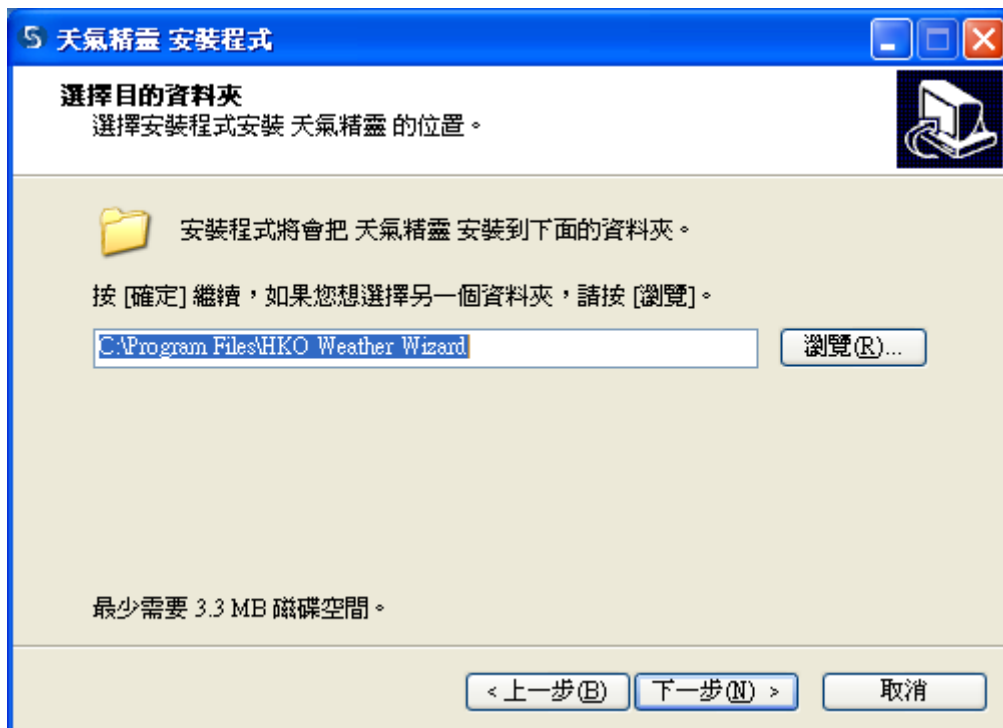 天氣精靈 安裝程式
選擇目的資料夾
選擇安裝程式安裝 天氣精靈 的位置。
安裝程式將會把 天氣精靈 安裝到下面的資料夾。
按 [確定] 繼續,如果您想選擇另一個資料夾,請按 [瀏覽]。
C:\Program Files\HKO Weather Wizard
瀏覽(R)...
最少需要 3.3 MB 磁碟空間。
<上一步(B) 下一步(N) > 取消